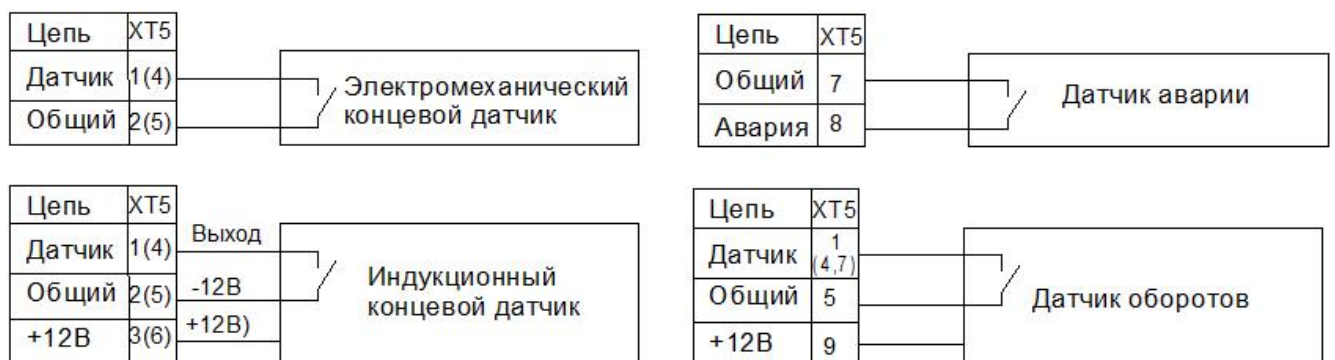 Цепь XT5
Датчик 1(4)
Общий 2(5)
Электромеханический
концевой датчик
Цепь XT5
Общий 7
Авария 8
Датчик аварии
Цепь XT5
Датчик 1(4) Выход
Общий 2(5) -12В
+12В 3(6) +12В)
Индукционный
концевой датчик
Цепь XT5
Датчик 1
(4,7)
Общий 5
+12В 9
Датчик оборотов